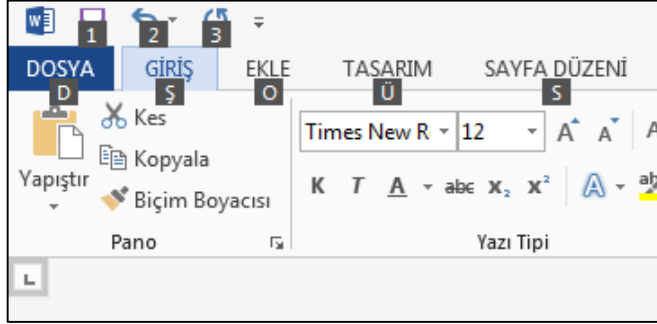 W
1 2 3
DOSYA GİRİŞ EKLE TASARIM SAYFA DÜZENİ
D Ş O Ü S
Kes
Times New R 12 A A
Kopyala
Yapıştır
Biçim Boyacısı
K T A abc X₂ X² A ab
Pano Yazı Tipi